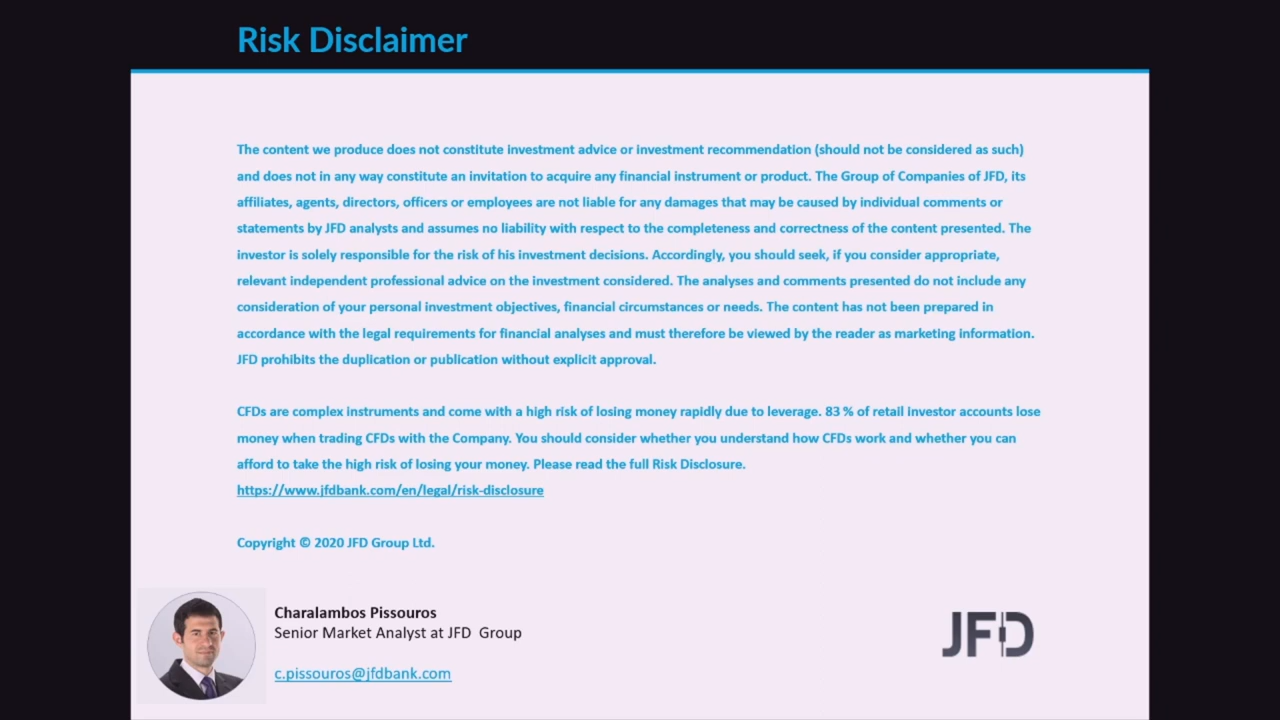 Risk Disclaimer
The content we produce does not constitute investment advice or investment recommendation (should not be considered as such)
and does not in any way constitute an invitation to acquire any financial instrument or product. The Group of Companies of JFD, its
affiliates, agents, directors, officers or employees are not liable for any damages that may be caused by individual comments or
statements by JFD analysts and assumes no liability with respect to the completeness and correctness of the content presented. The
investor is solely responsible for the risk of his investment decisions. Accordingly, you should seek, if you consider appropriate,
relevant independent professional advice on the investment considered. The analyses and comments presented do not include any
consideration of your personal investment objectives, financial circumstances or needs. The content has not been prepared in
accordance with the legal requirements for financial analyses and must therefore be viewed by the reader as marketing information.
JFD prohibits the duplication or publication without explicit approval.
CFDs are complex instruments and come with a high risk of losing money rapidly due to leverage. 83 % of retail investor accounts lose
money when trading CFDs with the Company. You should consider whether you understand how CFDs work and whether you can
afford to take the high risk of losing your money. Please read the full Risk Disclosure.
https://www.jfdbank.com/en/legal/risk-disclosure
Copyright © 2020 JFD Group Ltd.
Charalambos Pissouros
Senior Market Analyst at JFD Group
c.pissouros@jfdbank.com
JFD